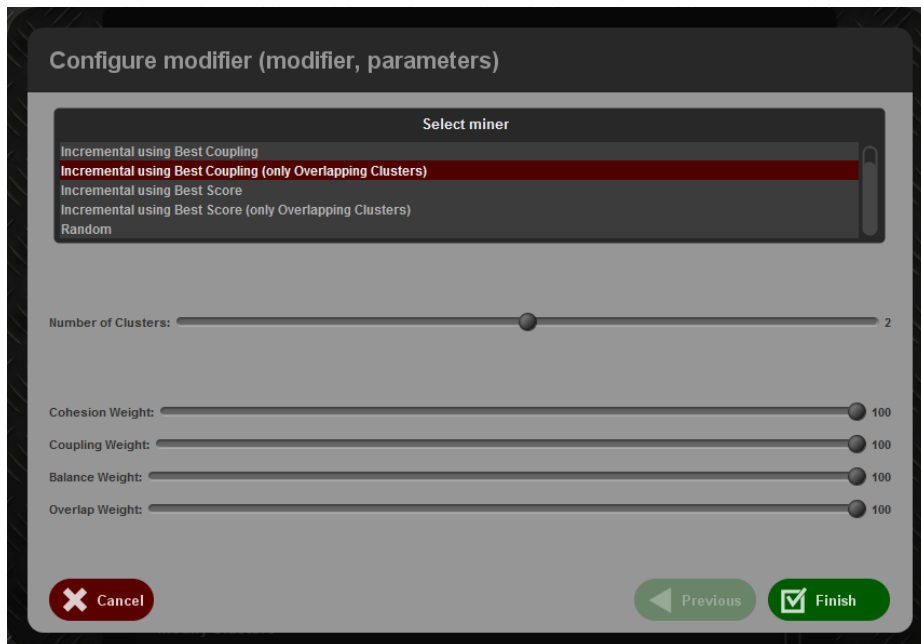 Configure modifier (modifier, parameters)
Select miner
Incremental using Best Coupling
Incremental using Best Coupling (only Overlapping Clusters)
Incremental using Best Score
Incremental using Best Score (only Overlapping Clusters)
Random
Number of Clusters: 2
Cohesion Weight: 100
Coupling Weight: 100
Balance Weight: 100
Overlap Weight: 100
Cancel Previous Finish
Modify Clusters